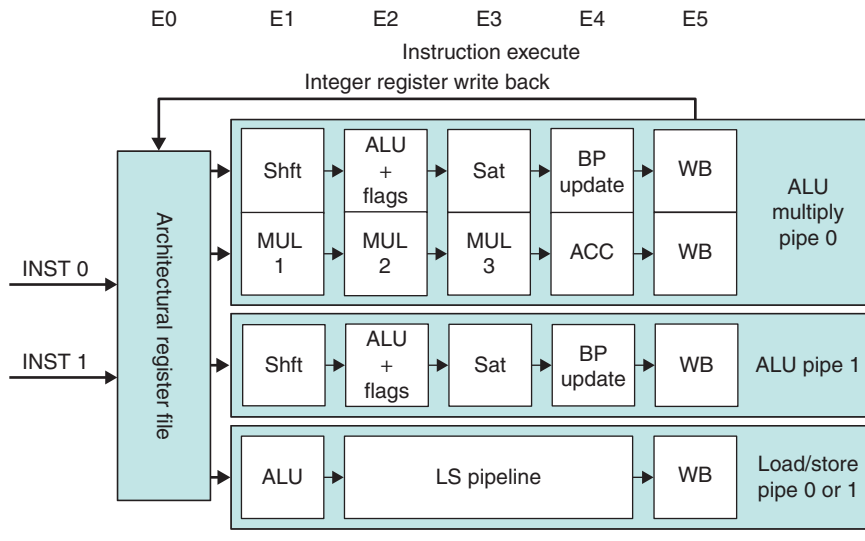 E0 E1 E2 E3 E4 E5
Instruction execute
Integer register write back
INST 0
INST 1
Architectural
register file
Shft
ALU
+
flags
Sat
BP
update
WB
MUL
1
MUL
2
MUL
3
ACC
WB
ALU
multiply
pipe 0
Shft
ALU
+
flags
Sat
BP
update
WB
ALU pipe 1
ALU
LS pipeline
WB
Load/store
pipe 0 or 1